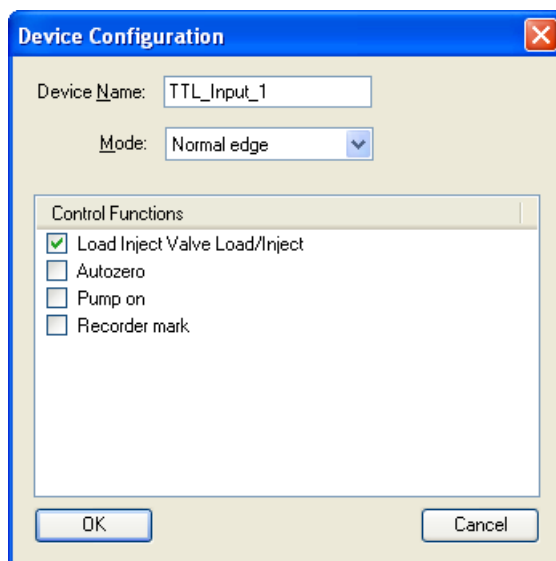 Device Configuration
Device Name: TTL_Input_1
Mode: Normal edge
Control Functions
Load Inject Valve Load/Inject
Autozero
Pump on
Recorder mark
OK Cancel